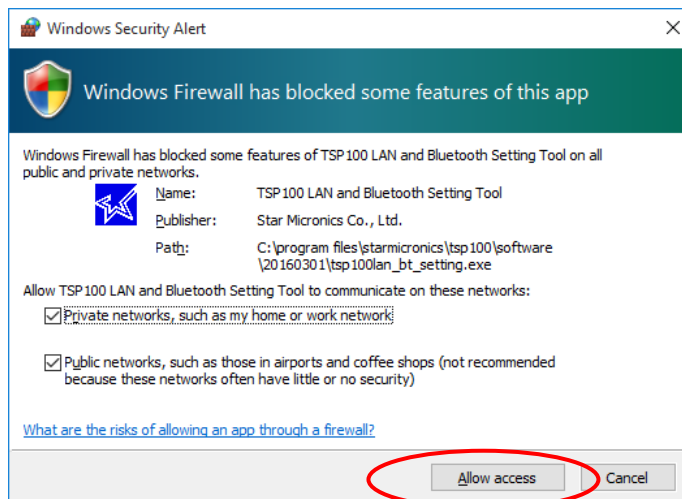 Windows Security Alert
Windows Firewall has blocked some features of this app
Windows Firewall has blocked some features of TSP100 LAN and Bluetooth Setting Tool on all
public and private networks.
Name: TSP100 LAN and Bluetooth Setting Tool
Publisher: Star Micronics Co., Ltd.
Path: C:\program files\starmicronics\tsp100\software
\20160301\tsp100lan_bt_setting.exe
Allow TSP100 LAN and Bluetooth Setting Tool to communicate on these networks:
Private networks, such as my home or work network
Public networks, such as those in airports and coffee shops (not recommended
because these networks often have little or no security)
What are the risks of allowing an app through a firewall?
Allow access Cancel